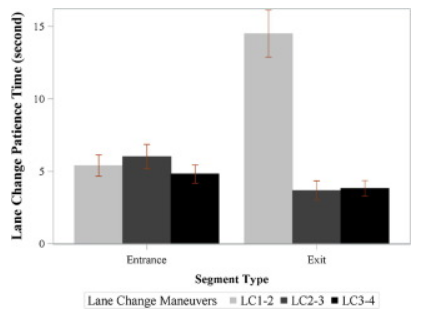 Lane Change Patience Time (second)
15
10
5
0
Entrance
Exit
Segment Type
Lane Change Maneuvers LC1-2 LC2-3 LC3-4